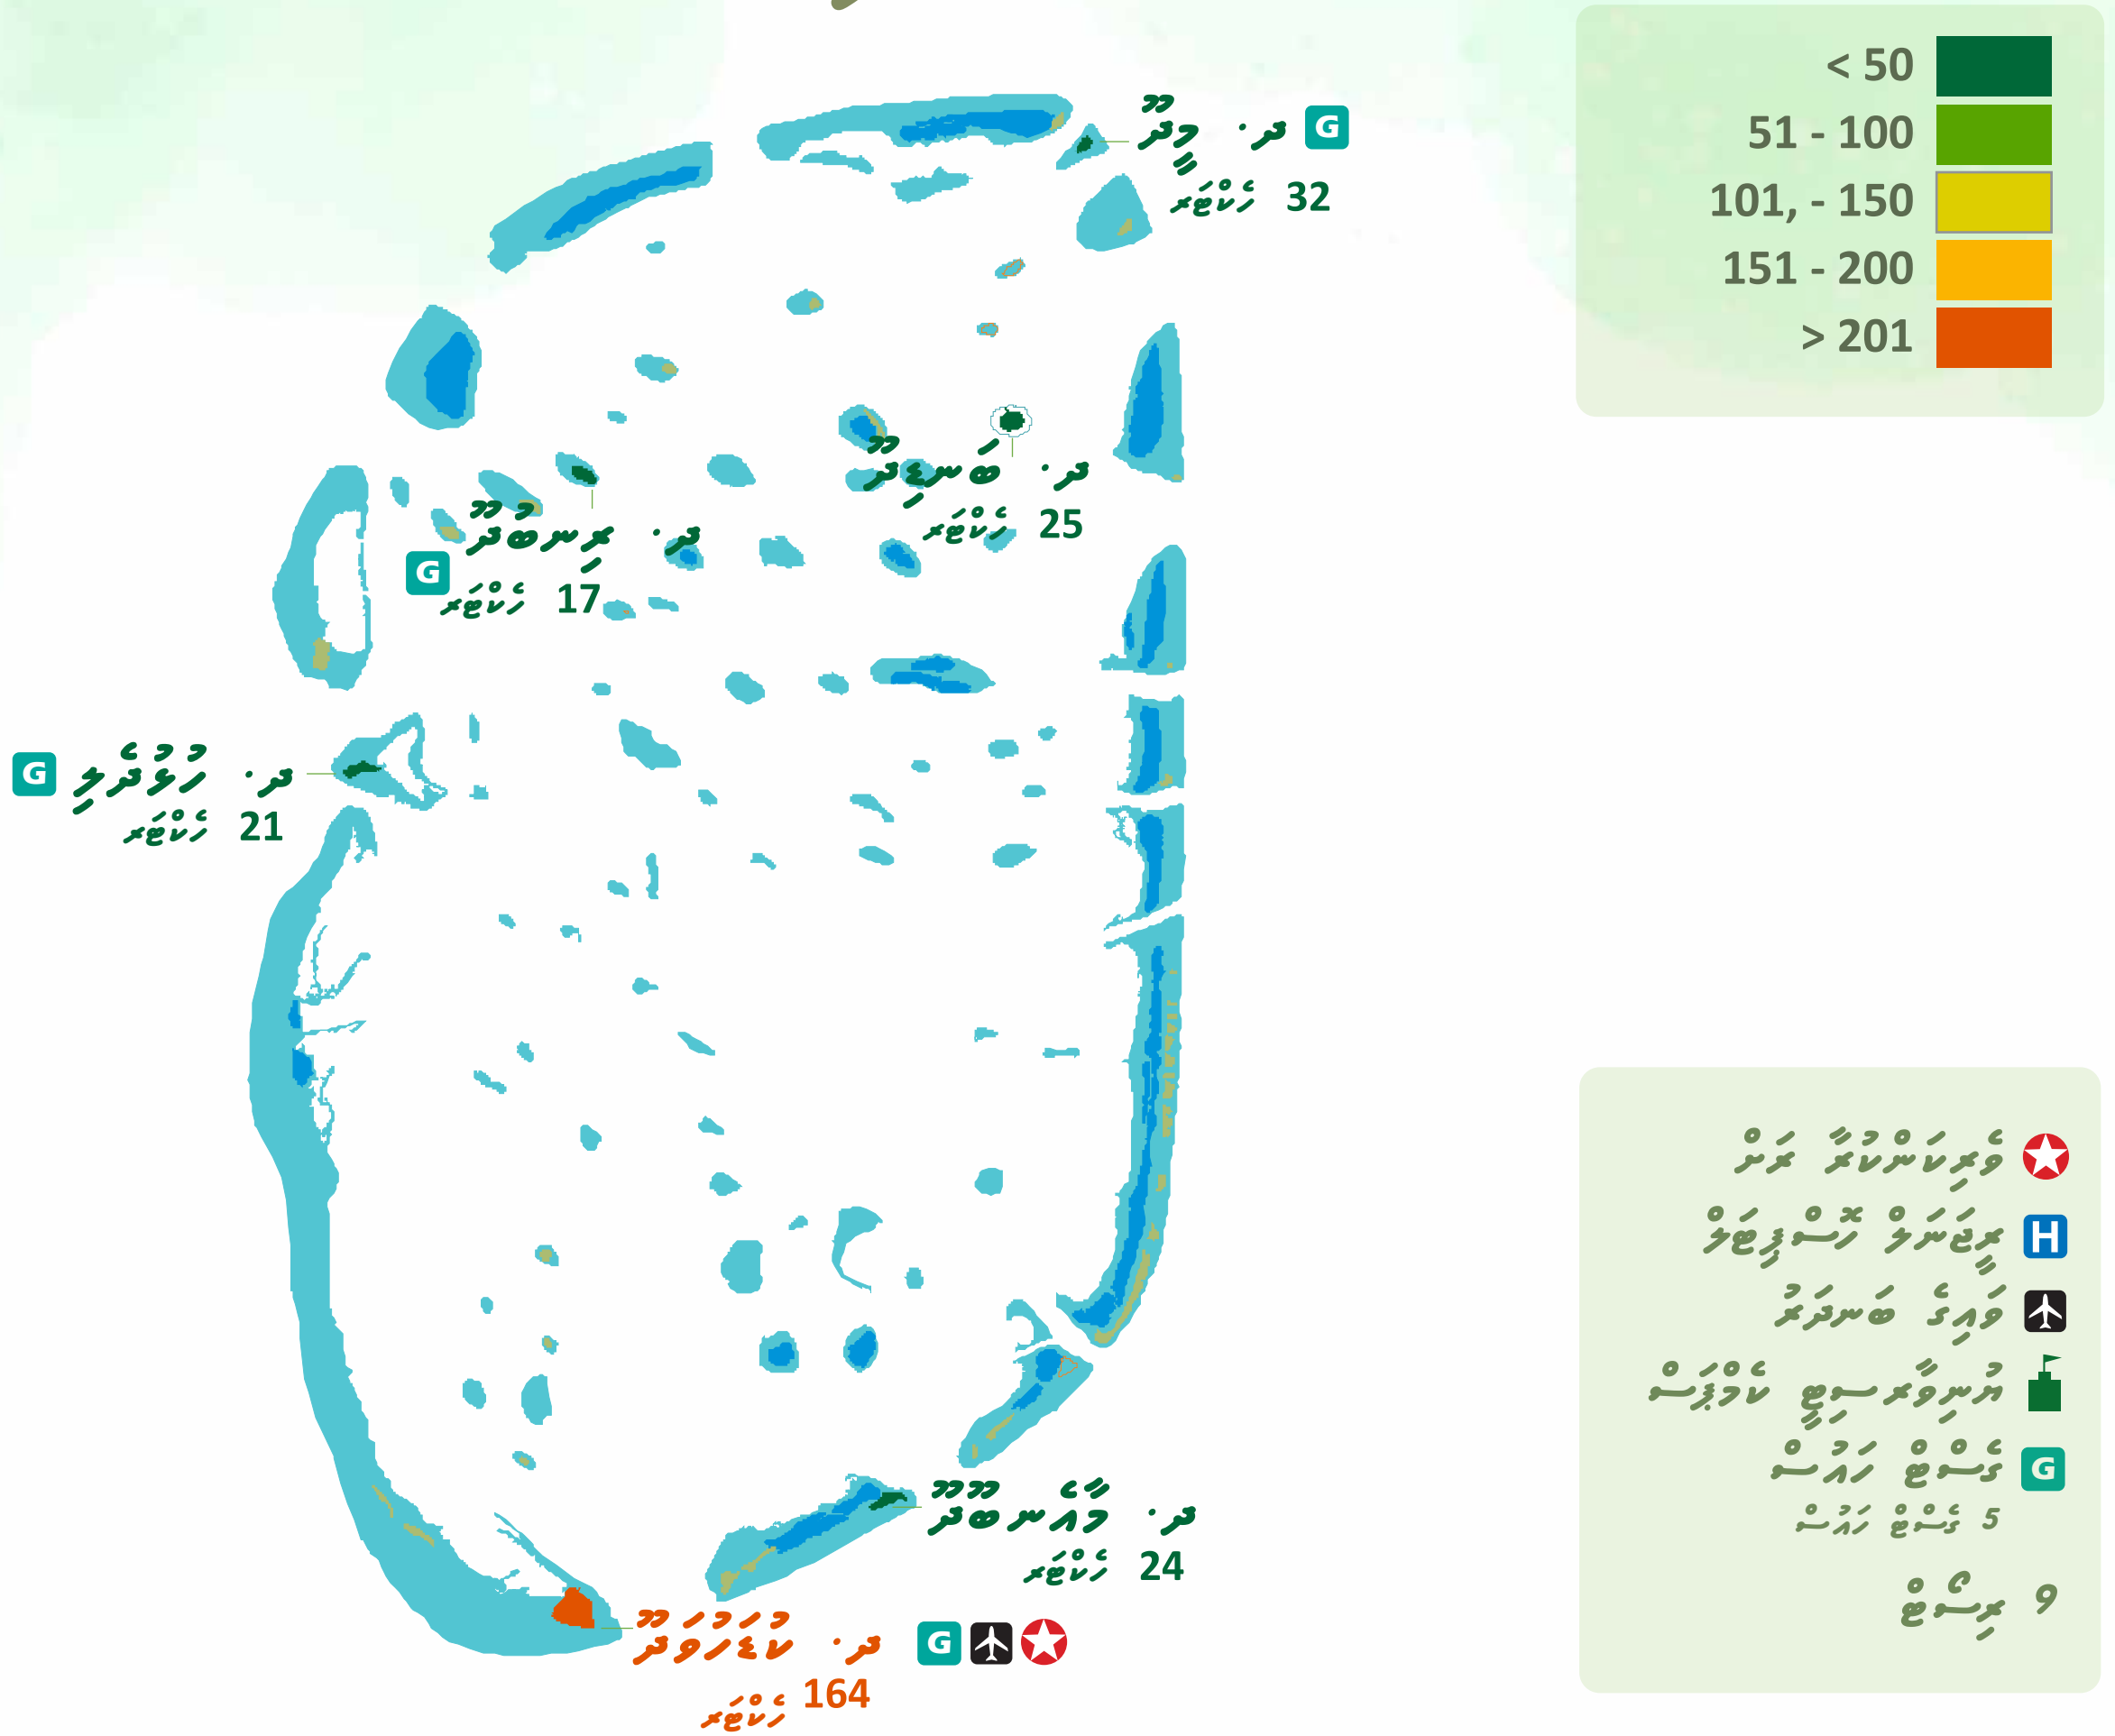 < 50
51 - 100
101, - 150
151 - 200
> 201
ދ. މީދޫ G
32 ހެކްޓަރ
ދ. ބަނޑިދޫ
25 ހެކްޓަރ
ދ. ރިނބުދޫ
G
17 ހެކްޓަރ
ދ. ހުޅުދެލި G
21 ހެކްޓަރ
ދ. މާއެނބޫދޫ
24 ހެކްޓަރ
ދ. ކުޑަހުވަދޫ G
164 ހެކްޓަރ
ވެރިކަންކުރާ ރަށް
ރީޖަނަލް ހޮސްޕިޓަލް H
ވައިގެ ބަނދަރު
ޔުނިވާރސިޓީ ކެމްޕަސް
ގެސްޓް ހައުސް G
5 ގެސްޓް ހައުސް
9 ރިސޯޓް